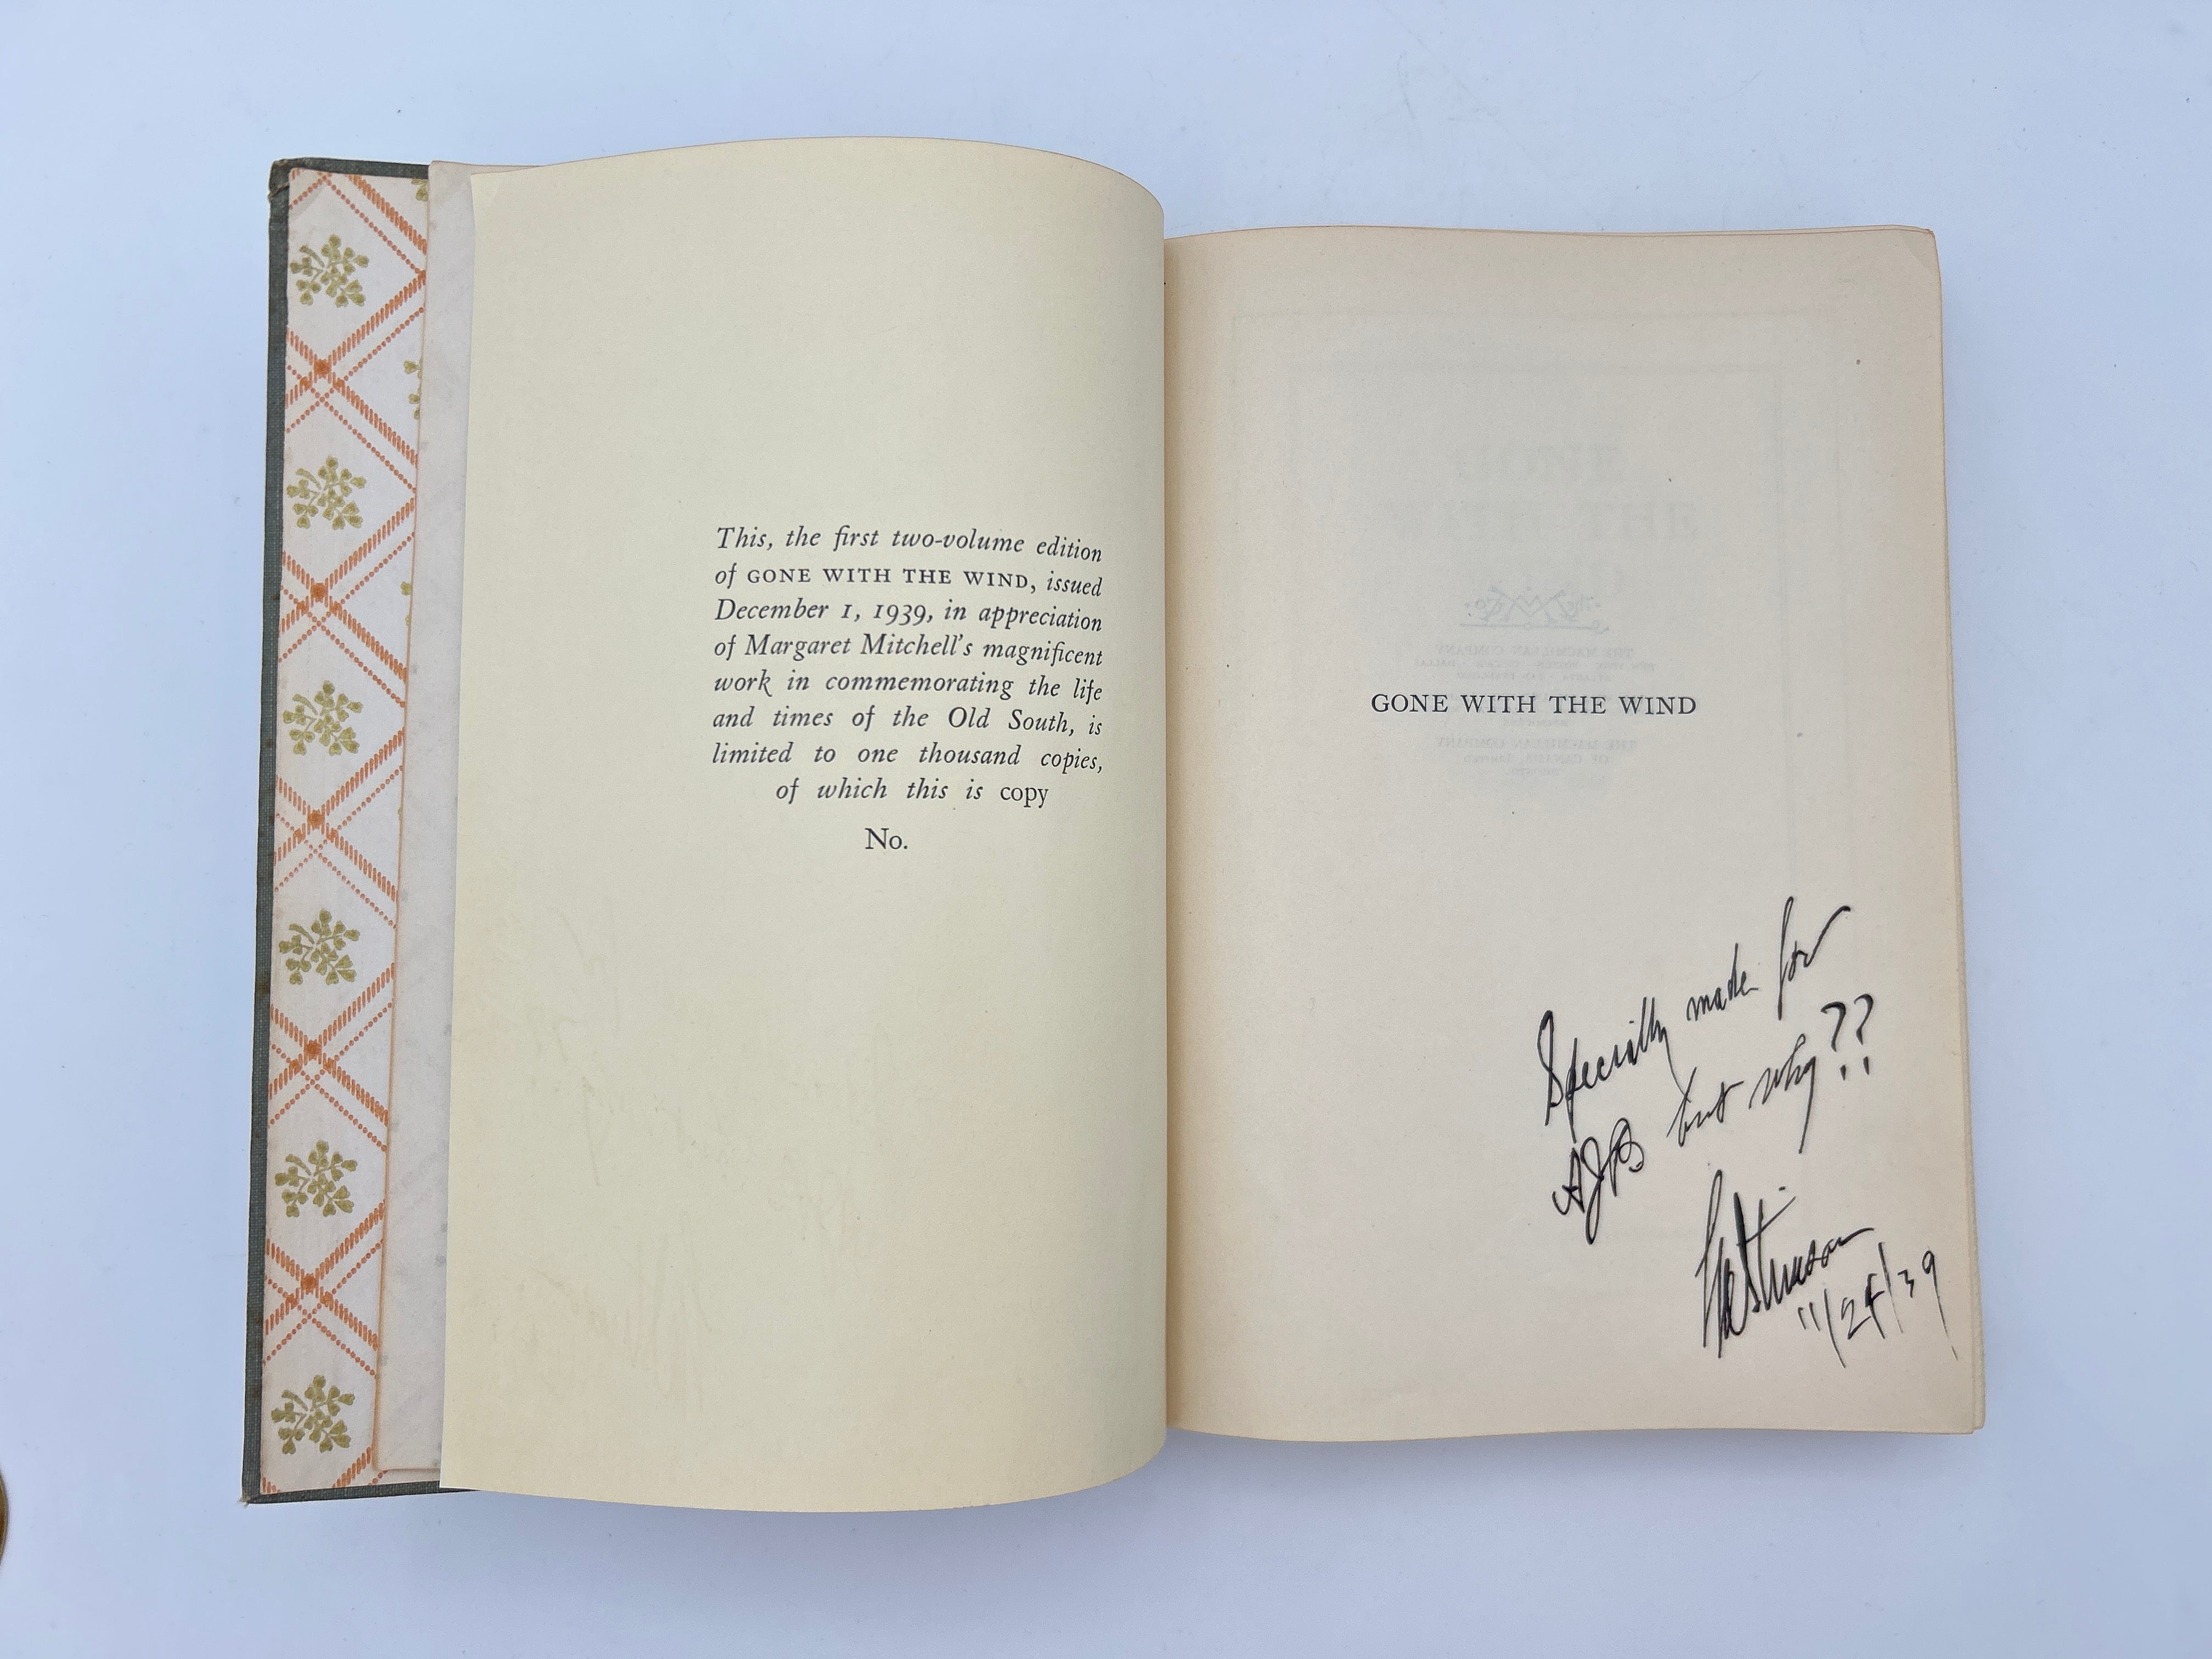 This, the first two-volume edition
of GONE WITH THE WIND, issued
December 1, 1939, in appreciation
of Margaret Mitchell's magnificent
work in commemorating the life
and times of the Old South, is
limited to one thousand copies,
of which this is copy
No.
GONE WITH THE WIND
Specially made for
AJB but why??
11/24/39